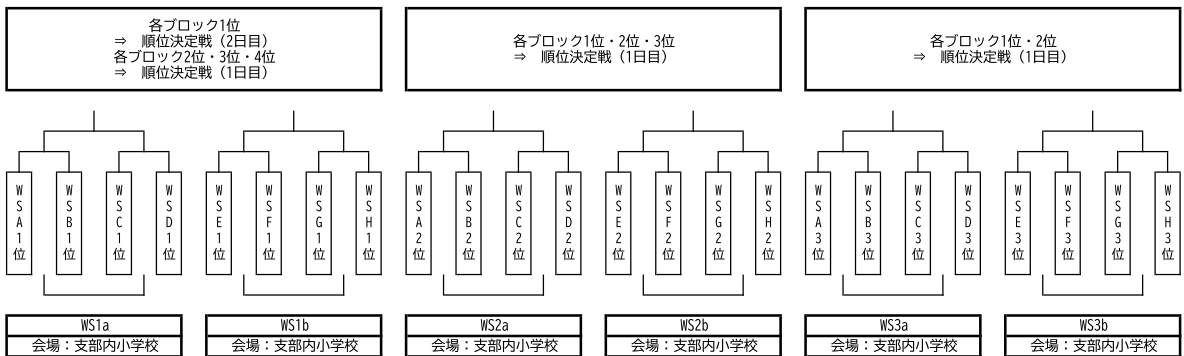 各ブロック1位
⇒　順位決定戦（2日目）
各ブロック2位・3位・4位
⇒　順位決定戦（1日目）
各ブロック1位・2位・3位
⇒　順位決定戦（1日目）
各ブロック1位・2位
⇒　順位決定戦（1日目）
WSA1位
WSB1位
WSC1位
WSD1位
WSE1位
WSF1位
WSG1位
WSH1位
WSA2位
WSB2位
WSC2位
WSD2位
WSE2位
WSF2位
WSG2位
WSH2位
WSA3位
WSB3位
WSC3位
WSD3位
WSE3位
WSF3位
WSG3位
WSH3位
WS1a
会場：支部内小学校
WS1b
会場：支部内小学校
WS2a
会場：支部内小学校
WS2b
会場：支部内小学校
WS3a
会場：支部内小学校
WS3b
会場：支部内小学校